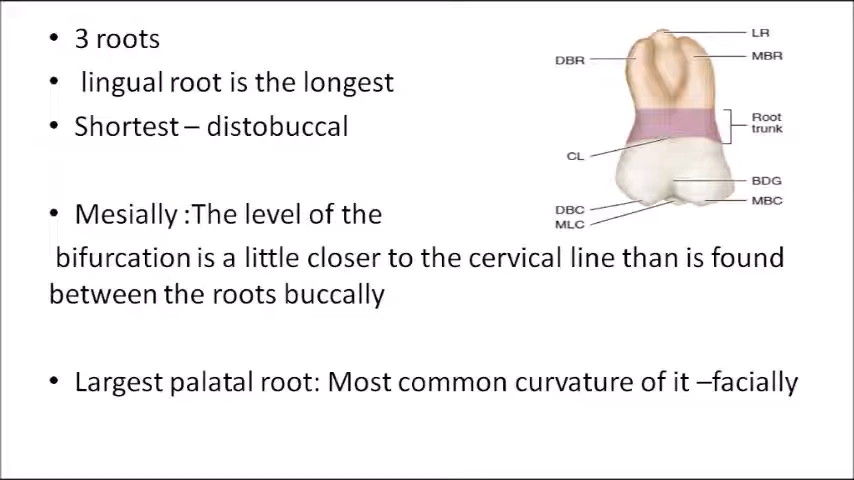 • 3 roots
• lingual root is the longest
• Shortest – distobuccal
• Mesially :The level of the
bifurcation is a little closer to the cervical line than is found
between the roots buccally
• Largest palatal root: Most common curvature of it –facially
LR
DBR
MBR
Root
trunk
CL
BDG
DBC
MBC
MLC